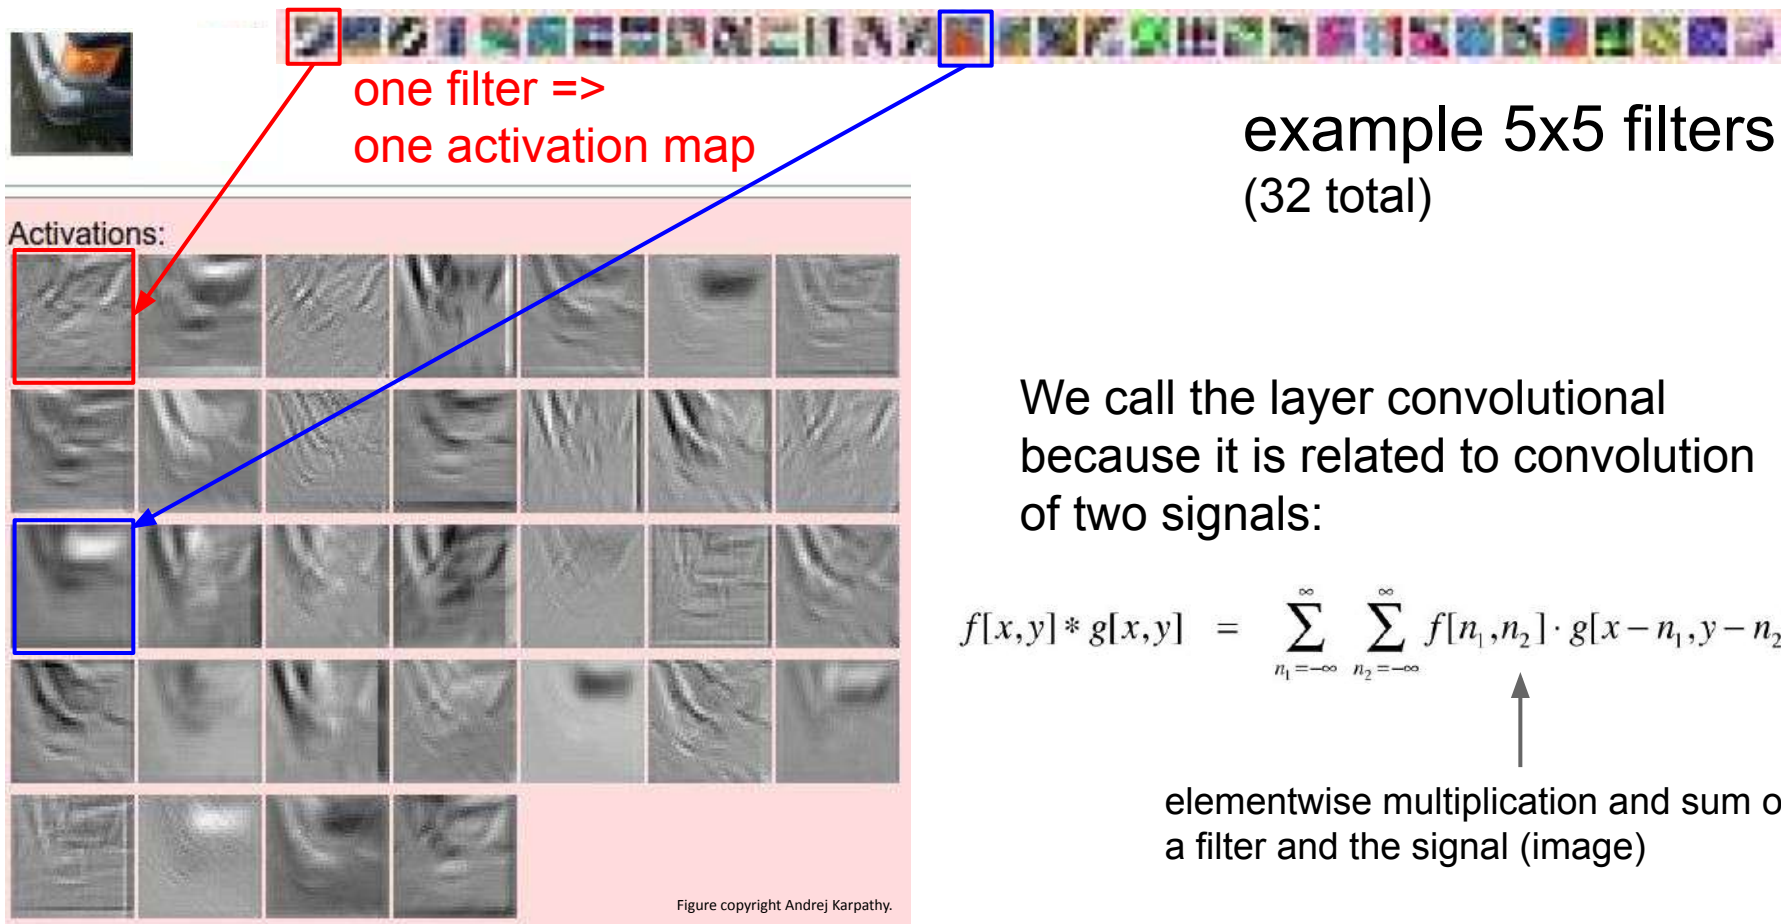 one filter =>
one activation map
example 5x5 filters
(32 total)
Activations:
We call the layer convolutional
because it is related to convolution
of two signals:
f[x,y] * g[x,y] = ∑_{n₁=-∞}^{∞} ∑_{n₂=-∞}^{∞} f[n₁,n₂] · g[x − n₁, y − n₂
elementwise multiplication and sum o
a filter and the signal (image)
Figure copyright Andrej Karpathy.